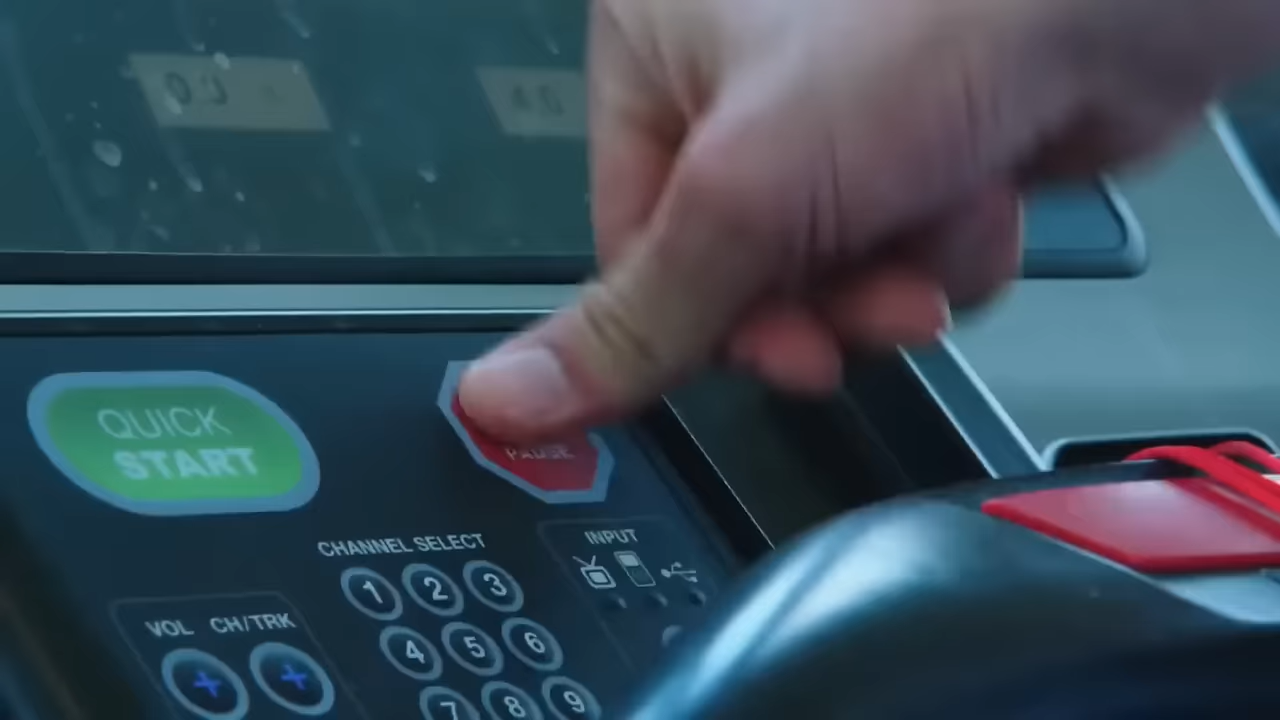 QUICK
START
PAUSE
CHANNEL SELECT
1 2 3
4 5 6
7 8 9
INPUT
VOL CH/TRK
+ +